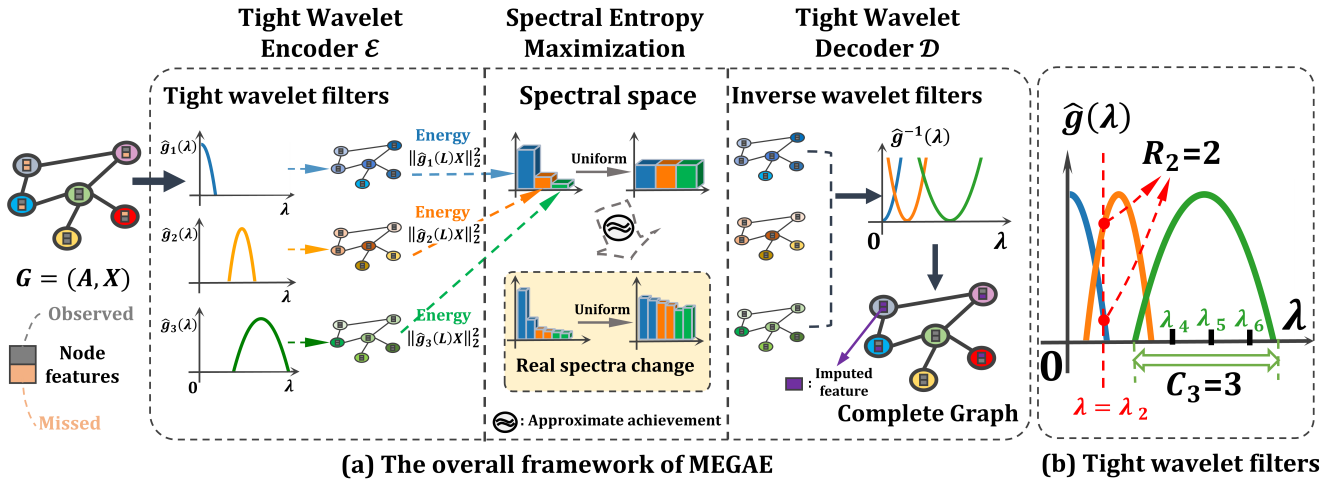 Tight Wavelet
Encoder ℰ
Spectral Entropy
Maximization
Tight Wavelet
Decoder 𝒟
G = (A, X)
Observed
Node
features
Missed
Tight wavelet filters
ĝ₁(λ)
λ
ĝ₂(λ)
λ
ĝ₃(λ)
0
λ
Energy
‖ĝ₁(L)X‖₂²
Energy
‖ĝ₂(L)X‖₂²
Energy
‖ĝ₃(L)X‖₂²
Spectral space
Uniform
≈
Uniform
Real spectra change
≈: Approximate achievement
Inverse wavelet filters
ĝ⁻¹(λ)
0
λ
: Imputed
feature
Complete Graph
(a) The overall framework of MEGAE
ĝ(λ)
R₂=2
λ₄ λ₅ λ₆
λ
0
C₃=3
λ = λ₂
(b) Tight wavelet filters